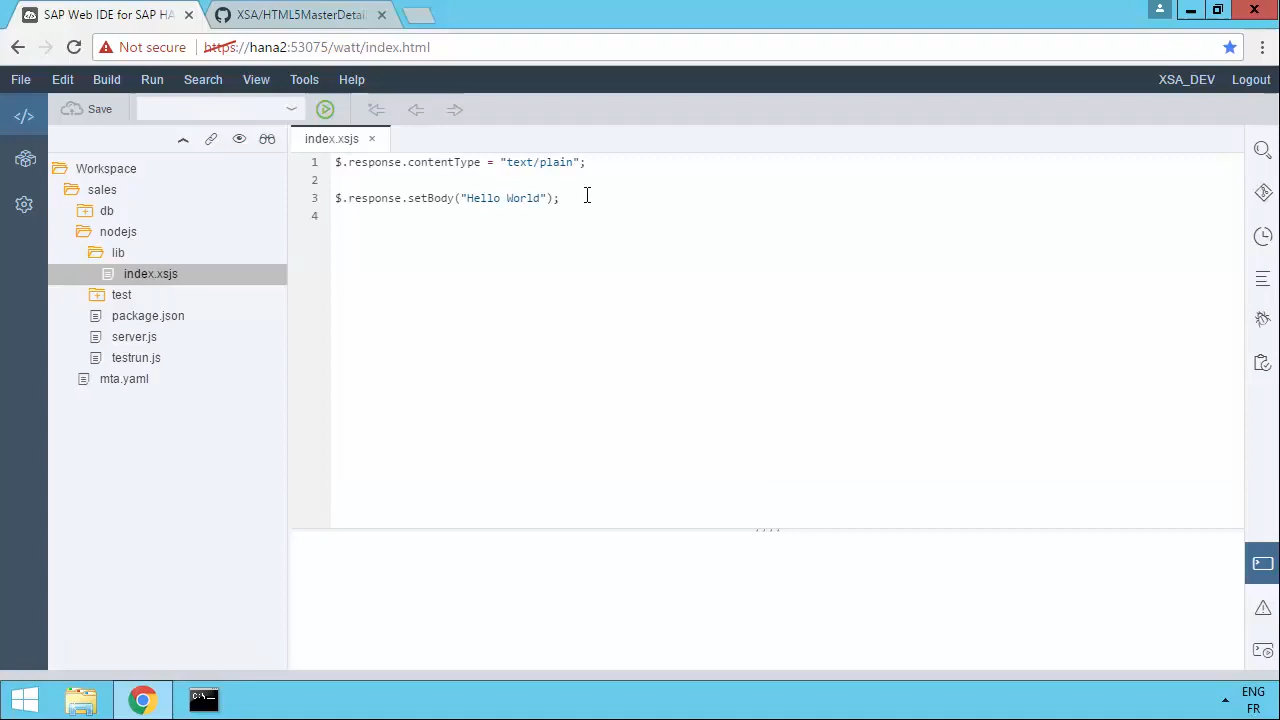 SAP Web IDE for SAP HA
XSA/HTML5MasterDetai
Not secure
https://hana2:53075/watt/index.html
File Edit Build Run Search View Tools Help XSA_DEV Logout
Save
index.xsjs
Workspace
sales
db
nodejs
lib
index.xsjs
test
package.json
server.js
testrun.js
mta.yaml
1 $.response.contentType = "text/plain";
2
3 $.response.setBody("Hello World");
4
C:\_
ENG
FR